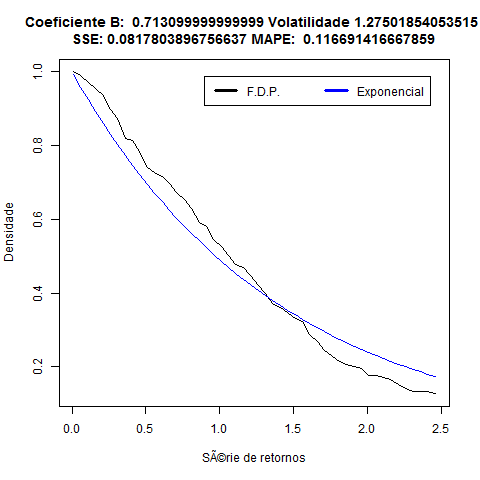 Coeficiente B:  0.713099999999999 Volatilidade 1.27501854053515
SSE: 0.0817803896756637 MAPE:  0.116691416667859
F.D.P.
Exponencial
Densidade
1.0
0.8
0.6
0.4
0.2
0.0
0.5
1.0
1.5
2.0
2.5
SÃ©rie de retornos